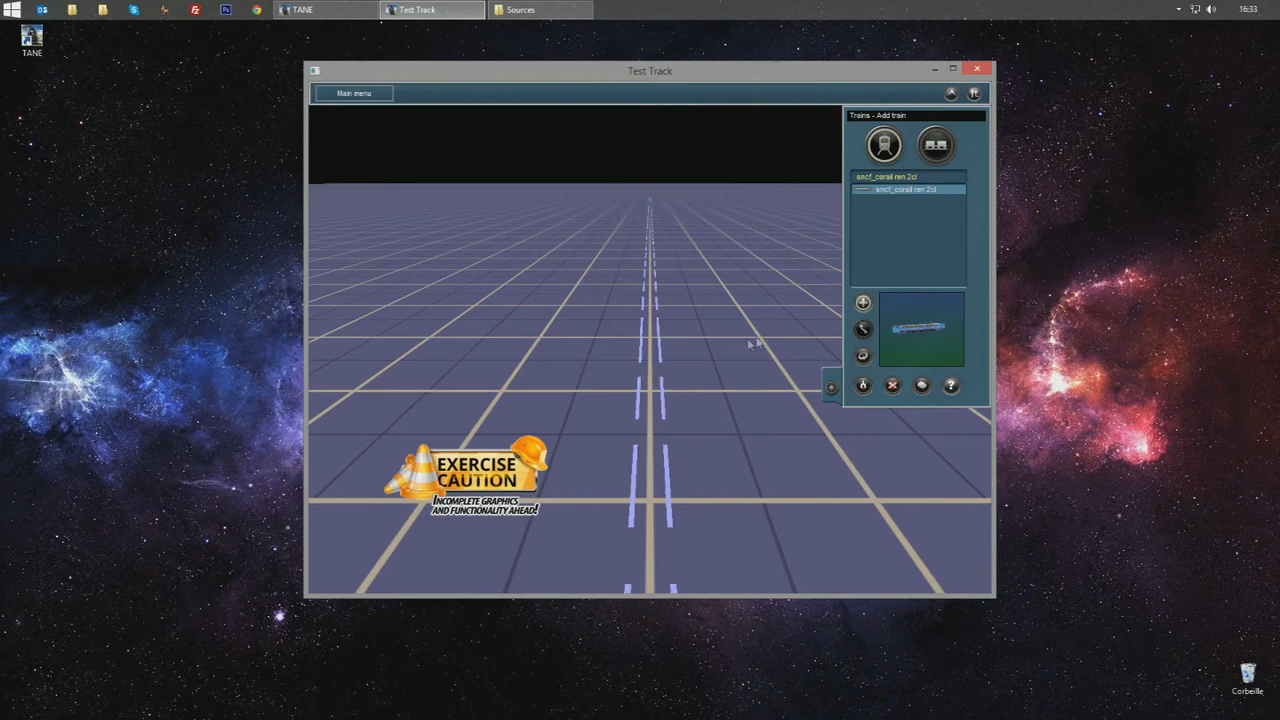 TANE
Test Track
Sources
16:33
TANE
Test Track
Main menu
Trains - Add train
sncf_corail ren 2cl
sncf_corail ren 2cl
EXERCISE
CAUTION
INCOMPLETE GRAPHICS
AND FUNCTIONALITY AHEAD!
Corbeille